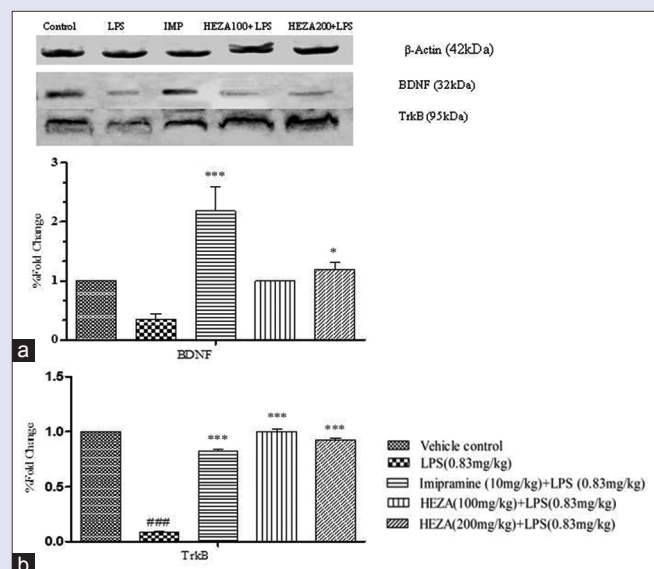 Control LPS IMP HEZA100+LPS HEZA200+LPS
β-Actin (42kDa)
BDNF (32kDa)
TrkB (95kDa)
3
***
2
%Fold Change
*
1
0
a
BDNF
1.5
***
***
***
1.0
%Fold Change
0.5
###
0.0
TrkB
b
Vehicle control
LPS(0.83mg/kg)
Imipramine (10mg/kg)+LPS (0.83mg/kg)
HEZA(100mg/kg)+LPS(0.83mg/kg)
HEZA(200mg/kg)+LPS(0.83mg/kg)